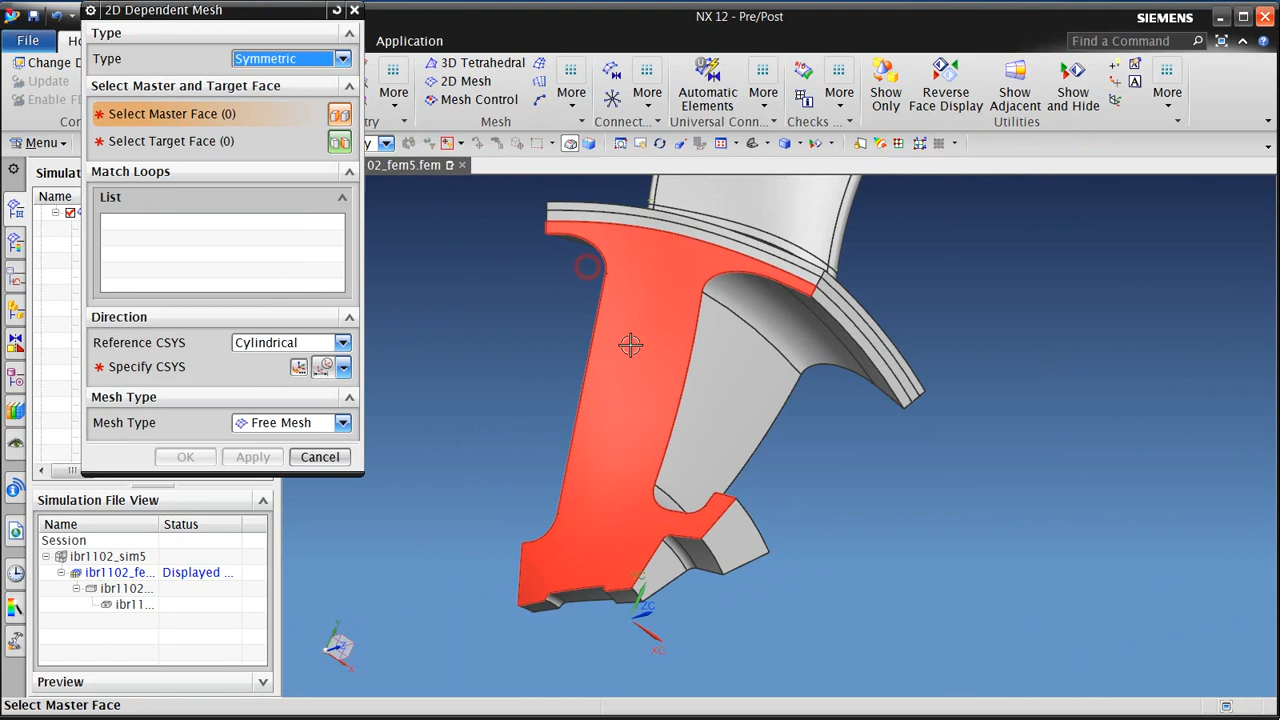 2D Dependent Mesh
NX 12 - Pre/Post
SIEMENS
File
Application
Find a Command
Type
Type Symmetric
Select Master and Target Face
* Select Master Face (0)
* Select Target Face (0)
Match Loops
List
Direction
Reference CSYS Cylindrical
* Specify CSYS
Mesh Type
Mesh Type Free Mesh
OK Apply Cancel
Change D
Update
Enable FE
Menu
More
3D Tetrahedral
2D Mesh
Mesh Control
More
More
Automatic Elements
More
More
Show Only
Reverse Face Display
Show Adjacent
Show and Hide
More
Mesh
Connect...
Universal Conn...
Checks ...
Utilities
02_fem5.fem
Name
Simulation File View
Name Status
Session
ibr1102_sim5
ibr1102_fe... Displayed ...
ibr1102...
ibr11...
Preview
ZC
XC
Select Master Face